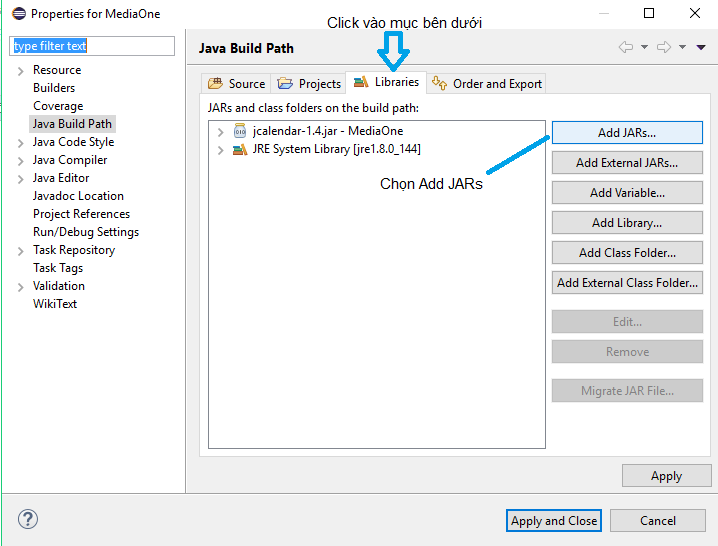 Properties for MediaOne
Click vào mục bên dưới
type filter text
Resource
Builders
Coverage
Java Build Path
Java Code Style
Java Compiler
Java Editor
Javadoc Location
Project References
Run/Debug Settings
Task Repository
Task Tags
Validation
WikiText
Java Build Path
Source
Projects
Libraries
Order and Export
JARs and class folders on the build path:
jcalendar-1.4.jar - MediaOne
JRE System Library [jre1.8.0_144]
Chọn Add JARs
Add JARs...
Add External JARs...
Add Variable...
Add Library...
Add Class Folder...
Add External Class Folder...
Edit...
Remove
Migrate JAR File...
Apply
Apply and Close
Cancel